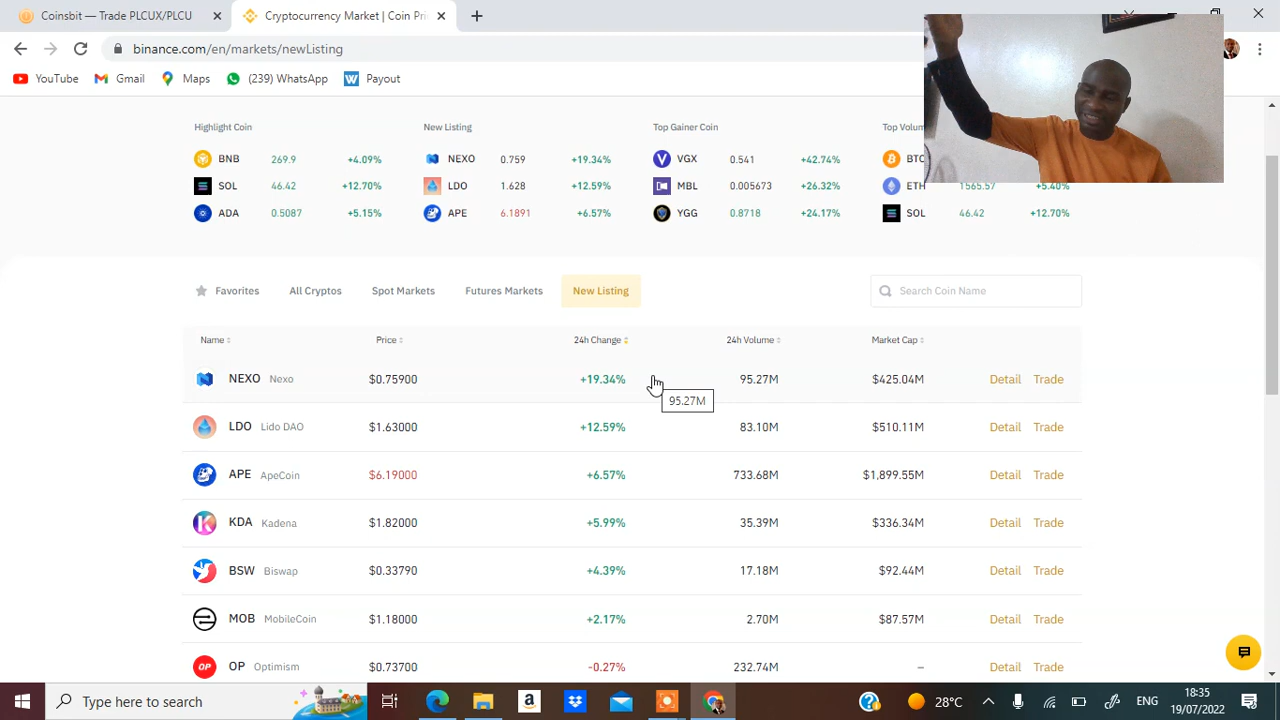 Coinsbit — Trade PLCUX/PLCU
Cryptocurrency Market | Coin Pri
binance.com/en/markets/newListing
YouTube Gmail Maps (239) WhatsApp Payout
Highlight Coin New Listing Top Gainer Coin Top Volum
BNB 269.9 +4.09% NEXO 0.759 +19.34% VGX 0.541 +42.74% BTC
SOL 46.42 +12.70% LDO 1.628 +12.59% MBL 0.005673 +26.32% ETH 1565.57 +5.40%
ADA 0.5087 +5.15% APE 6.1891 +6.57% YGG 0.8718 +24.17% SOL 46.42 +12.70%
Favorites All Cryptos Spot Markets Futures Markets New Listing Search Coin Name
Name Price 24h Change 24h Volume Market Cap
NEXO Nexo $0.75900 +19.34% 95.27M $425.04M Detail Trade
95.27M
LDO Lido DAO $1.63000 +12.59% 83.10M $510.11M Detail Trade
APE ApeCoin $6.19000 +6.57% 733.68M $1,899.55M Detail Trade
KDA Kadena $1.82000 +5.99% 35.39M $336.34M Detail Trade
BSW Biswap $0.33790 +4.39% 17.18M $92.44M Detail Trade
MOB MobileCoin $1.18000 +2.17% 2.70M $87.57M Detail Trade
OP OP Optimism $0.73700 -0.27% 232.74M – Detail Trade
Type here to search 28°C ENG 18:35
19/07/2022